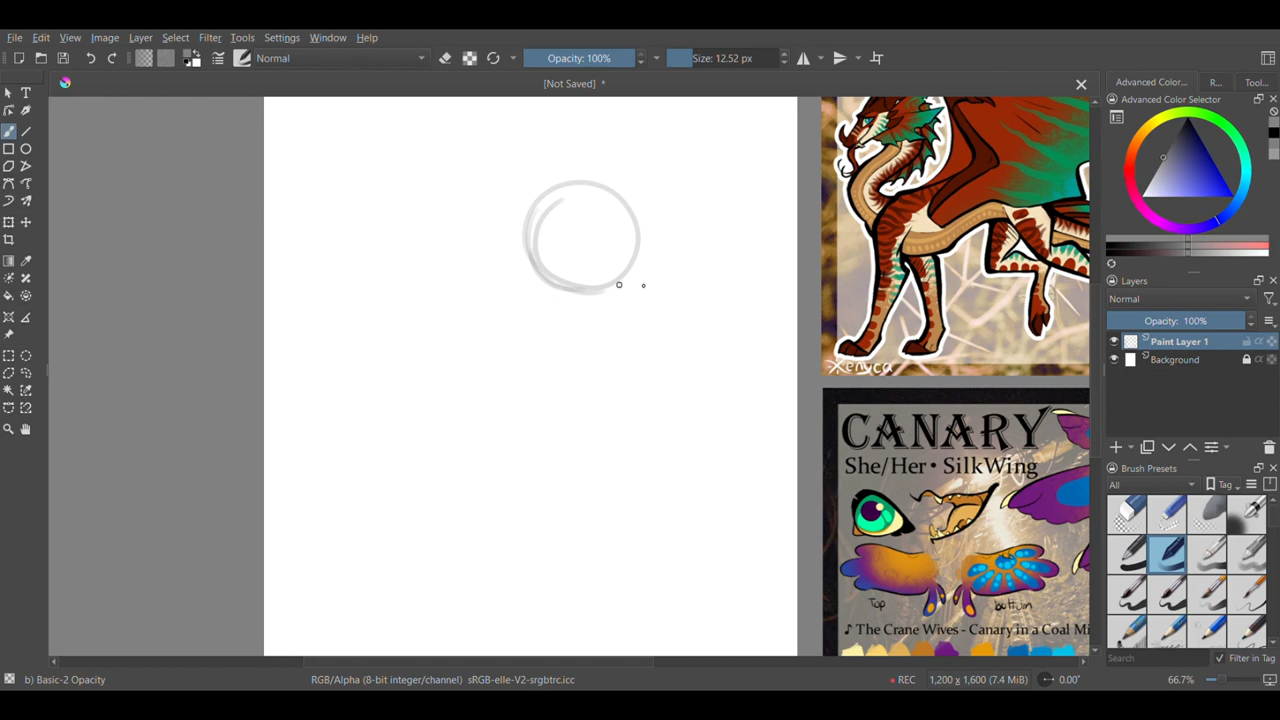 File Edit View Image Layer Select Filter Tools Settings Window Help
Normal
Opacity: 100%
Size: 12.52 px
[Not Saved] *
Advanced Color... R... Tool...
Advanced Color Selector
Xenyca
CANARY
She/Her • SilkWing
Top
bottom
♪ The Crane Wives - Canary in a Coal Mi
Layers
Normal
Opacity: 100%
Paint Layer 1
Background
Brush Presets
All
Tag
Search
Filter in Tag
b) Basic-2 Opacity
RGB/Alpha (8-bit integer/channel) sRGB-elle-V2-srgbtrc.icc
REC
1,200 x 1,600 (7.4 MiB)
0.00°
66.7%